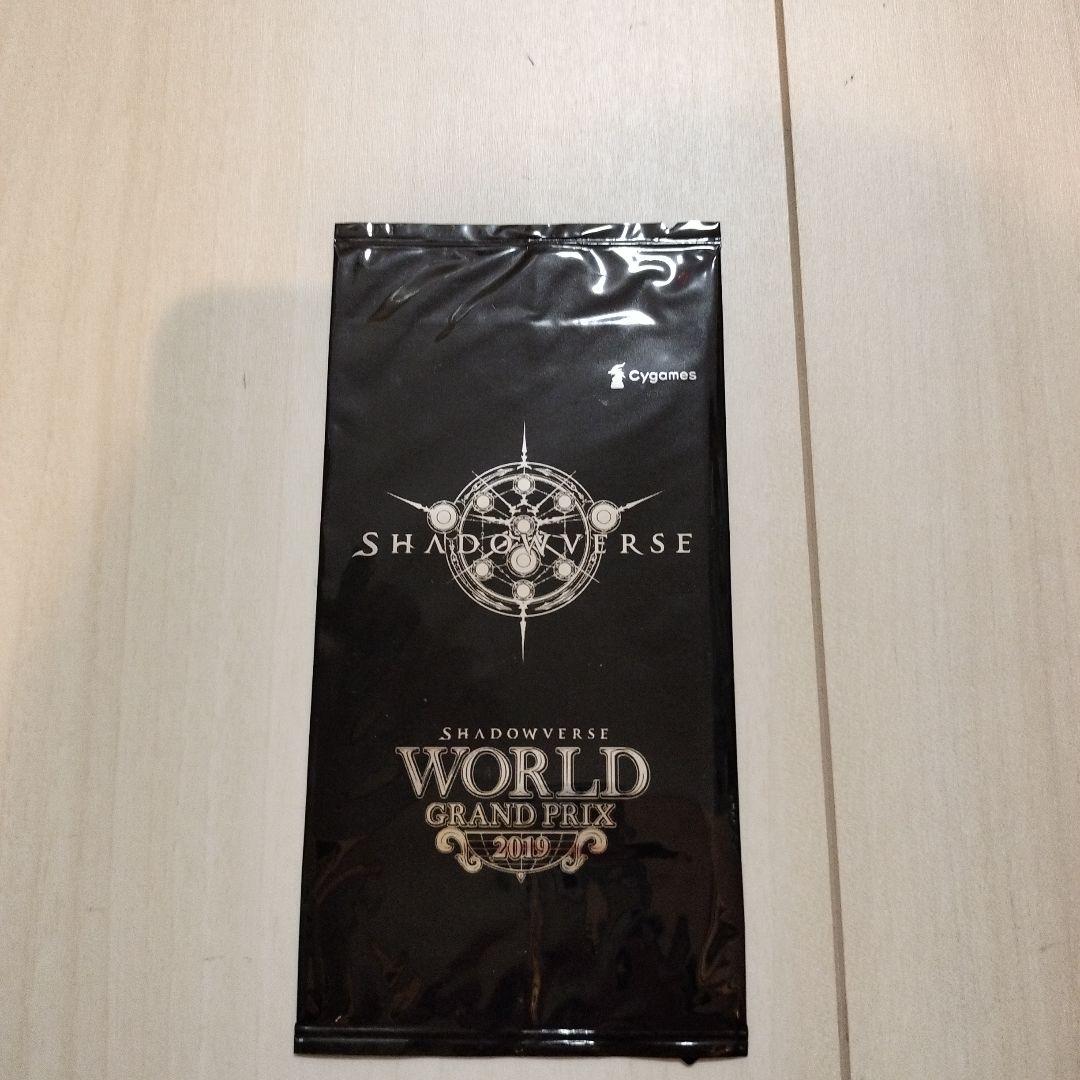 Cygames
SHADOWVERSE
SHADOWVERSE
WORLD
GRAND PRIX
2019